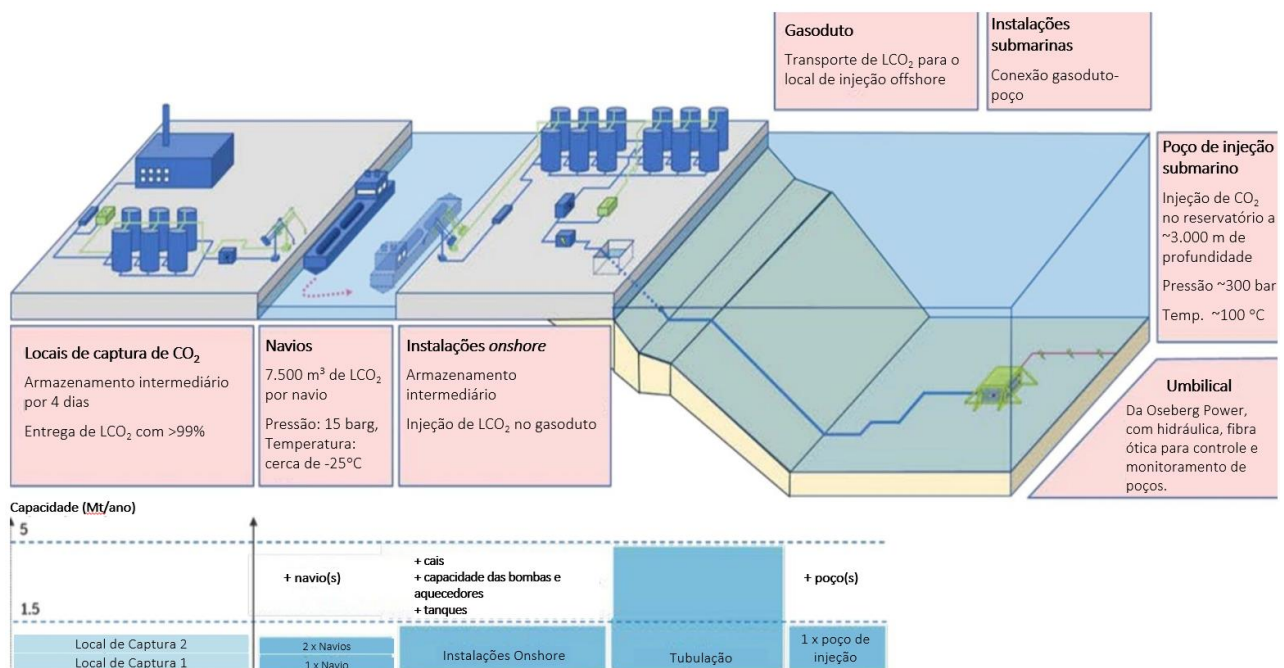 Gasoduto
Transporte de LCO₂ para o
local de injeção offshore
Instalações
submarinas
Conexão gasoduto-
poço
Poço de injeção
submarino
Injeção de CO₂
no reservatório a
~3.000 m de
profundidade
Pressão ~300 bar
Temp. ~100 °C
Locais de captura de CO₂
Armazenamento intermediário
por 4 dias
Entrega de LCO₂ com >99%
Navios
7.500 m³ de LCO₂
por navio
Pressão: 15 barg,
Temperatura:
cerca de -25°C
Instalações onshore
Armazenamento
intermediário
Injeção de LCO₂ no gasoduto
Umbilical
Da Oseberg Power,
com hidráulica, fibra
ótica para controle e
monitoramento de
poços.
Capacidade (Mt/ano)
5
+ navio(s)
+ cais
+ capacidade das bombas e
aquecedores
+ tanques
+ poço(s)
1.5
Local de Captura 2
Local de Captura 1
2 x Navios
1 x Navio
Instalações Onshore
Tubulação
1 x poço de
injeção